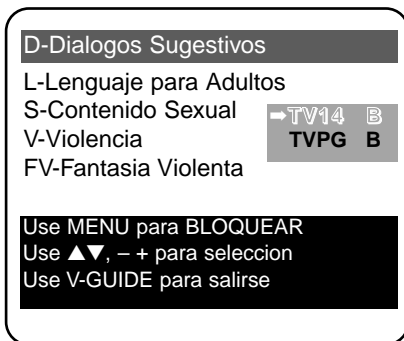 D-Dialogos Sugestivos
L-Lenguaje para Adultos
S-Contenido Sexual
➡TV14 B
V-Violencia
TVPG B
FV-Fantasia Violenta
Use MENU para BLOQUEAR
Use ▲▼, – + para seleccion
Use V-GUIDE para salirse